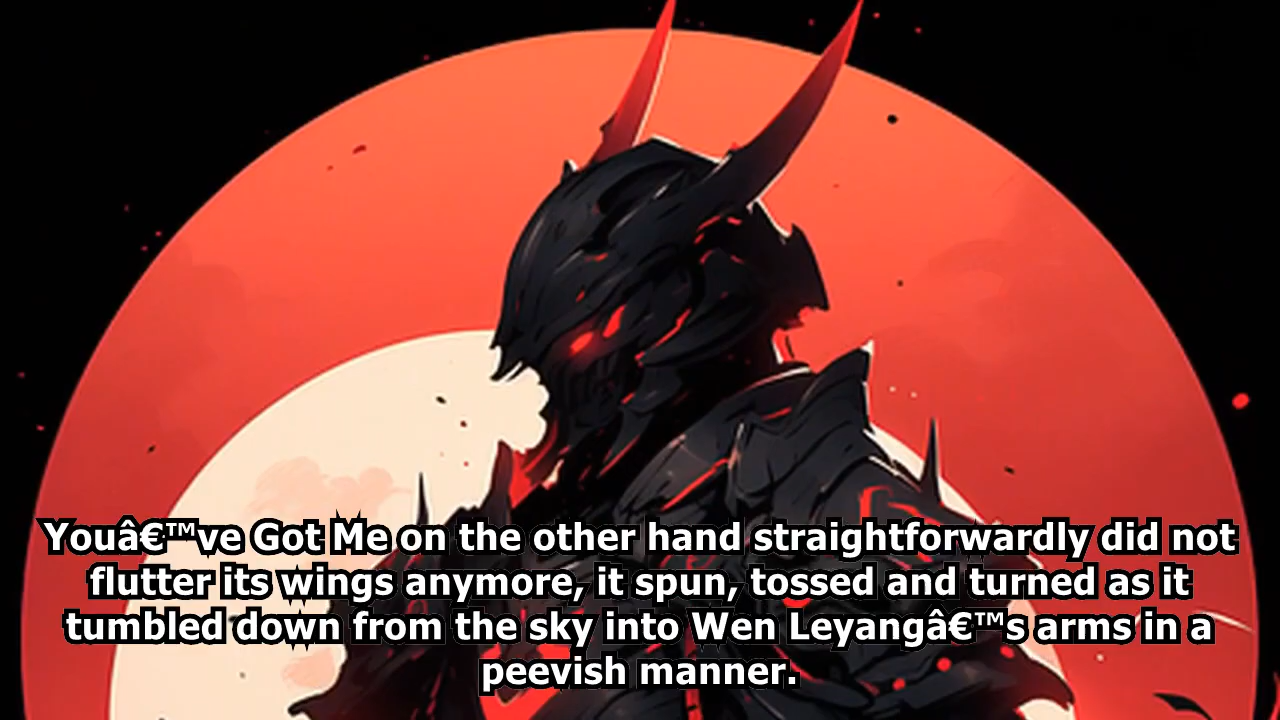 Youâ€™ve Got Me on the other hand straightforwardly did not
flutter its wings anymore, it spun, tossed and turned as it
tumbled down from the sky into Wen Leyangâ€™s arms in a
peevish manner.